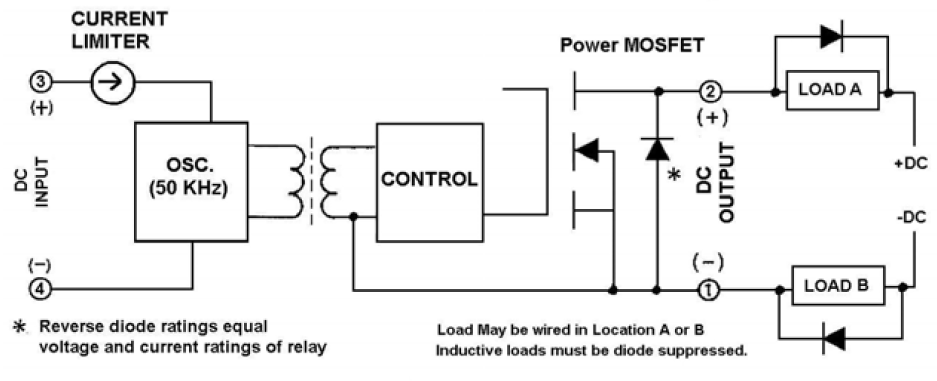 CURRENT
LIMITER
Power MOSFET
3
(+)
2
(+)
LOAD A
DC
INPUT
OSC.
(50 KHz)
CONTROL
*
DC
OUTPUT
+DC
-DC
(-)
4
(-)
1
LOAD B
* Reverse diode ratings equal
voltage and current ratings of relay
Load May be wired in Location A or B
Inductive loads must be diode suppressed.